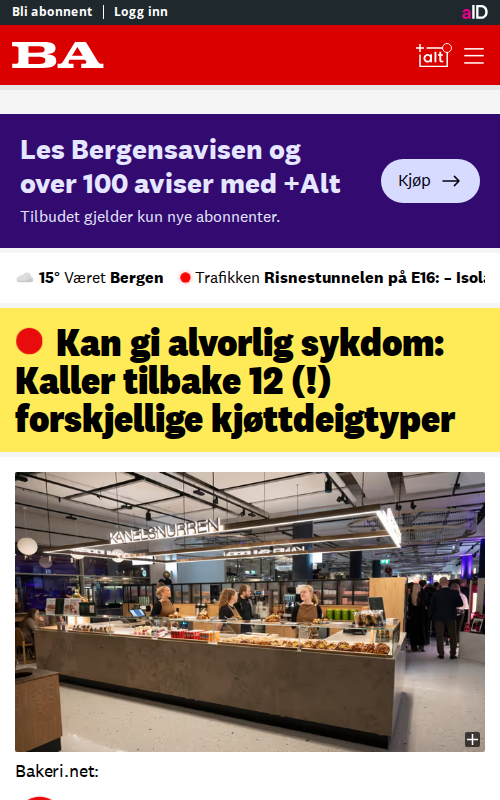 Bli abonnent | Logg inn
aID
BA
+alt
Les Bergensavisen og
over 100 aviser med +Alt
Tilbudet gjelder kun nye abonnenter.
Kjøp →
15° Været Bergen
Trafikken Risnestunnelen på E16: – Isol
Kan gi alvorlig sykdom:
Kaller tilbake 12 (!)
forskjellige kjøttdeigtyper
KANELSNURREN
Bakeri.net: